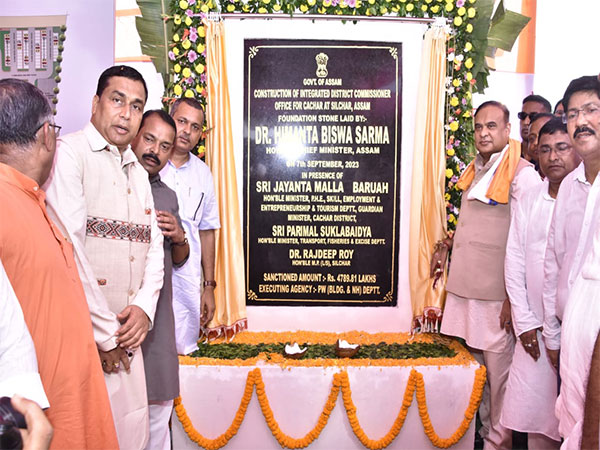 GOVT. OF ASSAM
CONSTRUCTION OF INTEGRATED DISTRICT COMMISSIONER
OFFICE FOR CACHAR AT SILCHAR, ASSAM
FOUNDATION STONE LAID BY:-
DR. HIMANTA BISWA SARMA
HON'BLE CHIEF MINISTER, ASSAM
ON 7th SEPTEMBER, 2023
IN PRESENCE OF
SRI JAYANTA MALLA BARUAH
HON'BLE MINISTER, P.H.E., SKILL, EMPLOYMENT &
ENTREPRENEURSHIP & TOURISM DEPTT., GUARDIAN
MINISTER, CACHAR DISTRICT.
SRI PARIMAL SUKLABAIDYA
HON'BLE MINISTER, TRANSPORT, FISHERIES & EXCISE DEPTT.
DR. RAJDEEP ROY
HON'BLE M.P. (LS), SILCHAR
SANCTIONED AMOUNT :- Rs. 4789.81 LAKHS
EXECUTING AGENCY :- PW (BLDG. & NH) DEPTT.